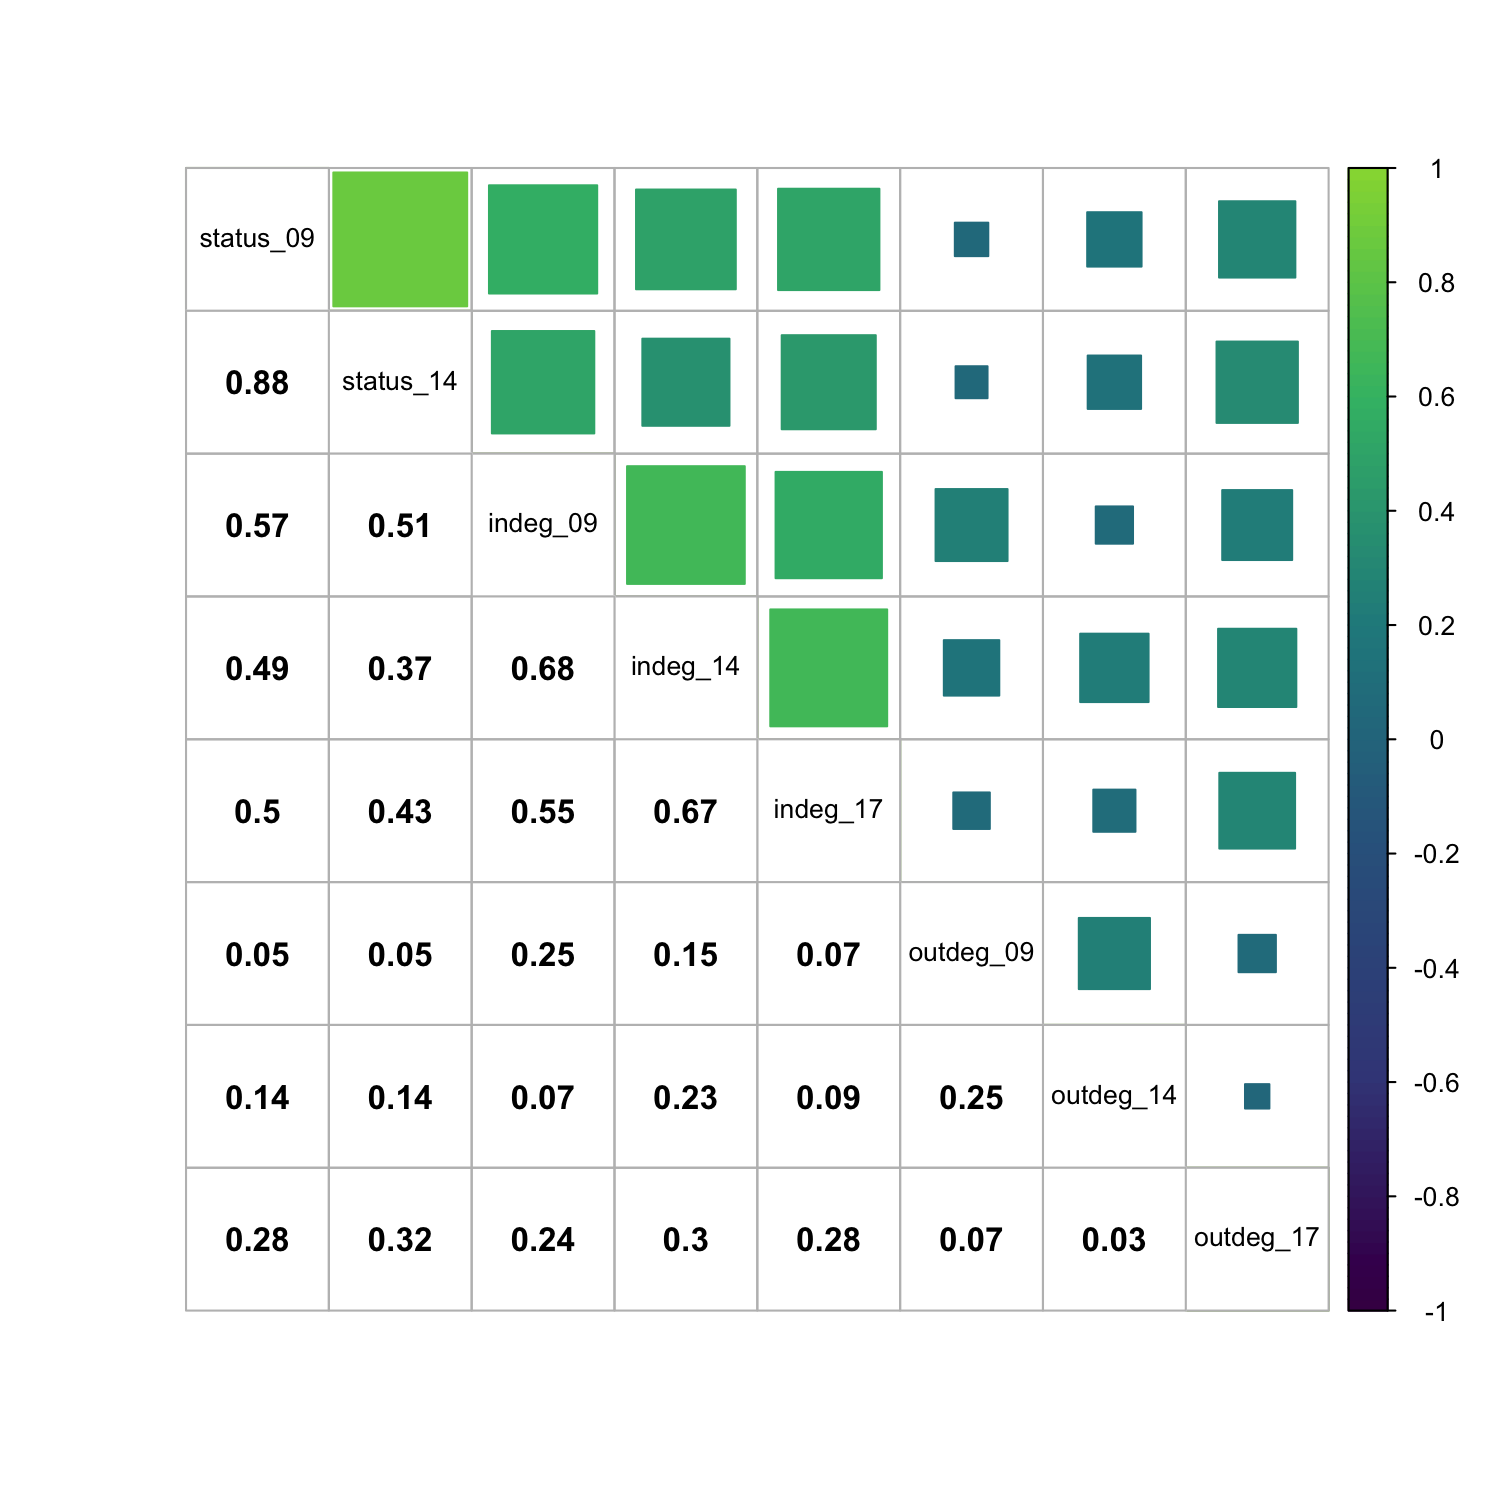 status_09
0.88 status_14
0.57 0.51 indeg_09
0.49 0.37 0.68 indeg_14
0.5 0.43 0.55 0.67 indeg_17
0.05 0.05 0.25 0.15 0.07 outdeg_09
0.14 0.14 0.07 0.23 0.09 0.25 outdeg_14
0.28 0.32 0.24 0.3 0.28 0.07 0.03 outdeg_17
1
0.8
0.6
0.4
0.2
0
-0.2
-0.4
-0.6
-0.8
-1